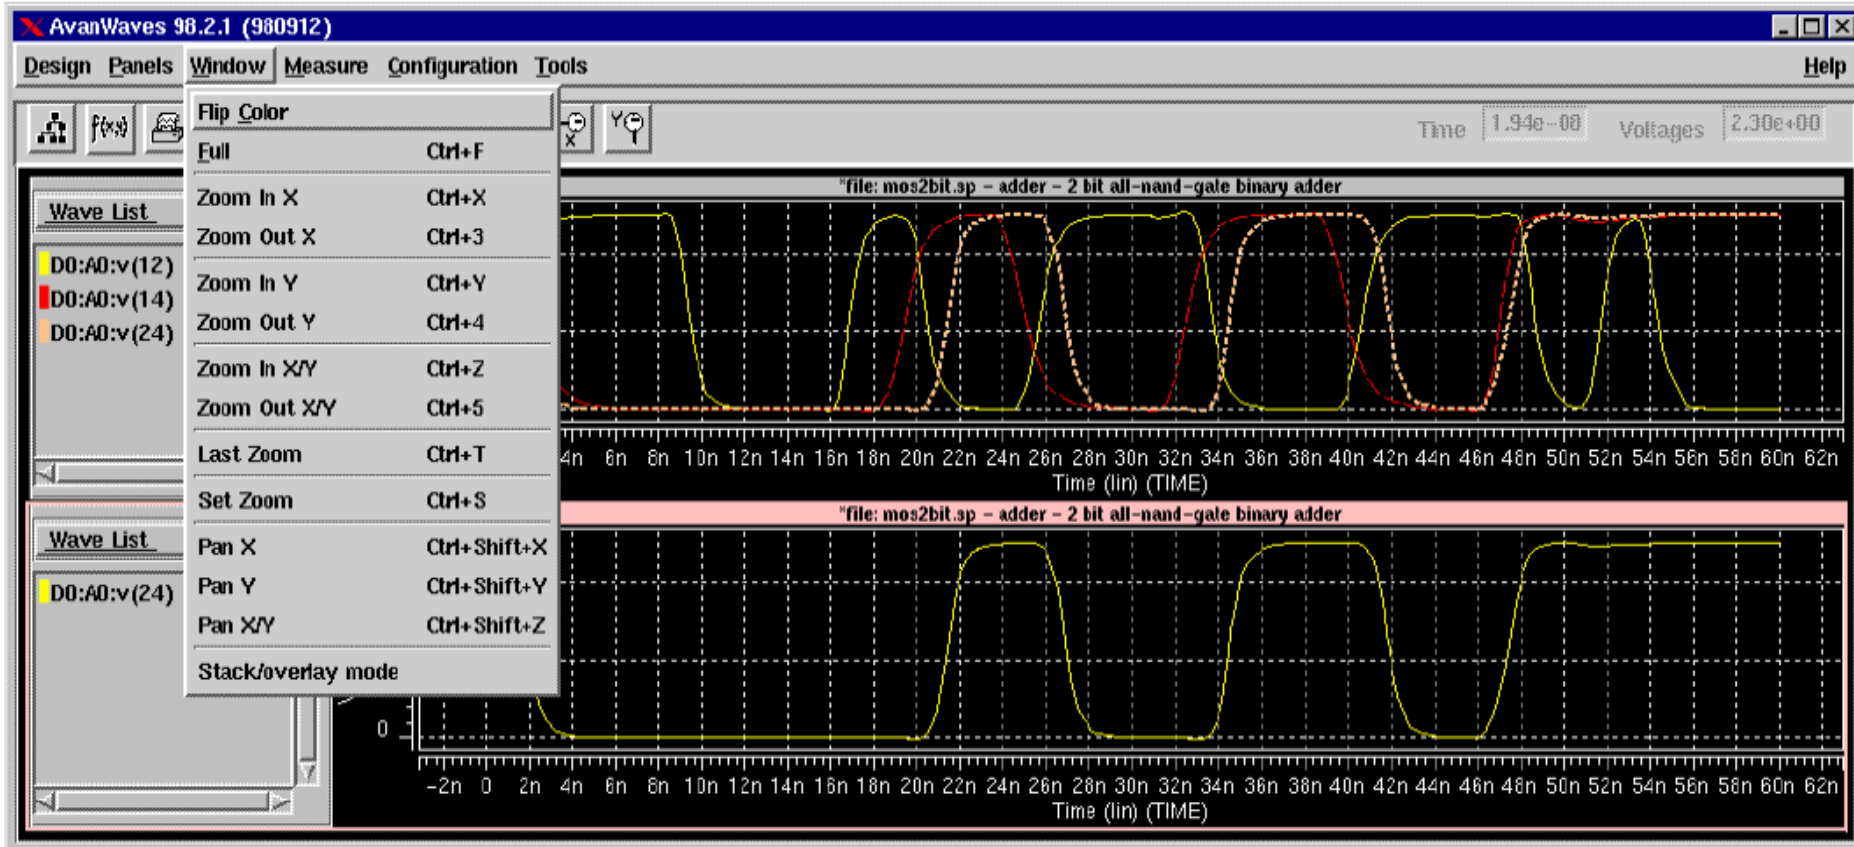 AvanWaves 98.2.1 (980912)
Design Panels Window Measure Configuration Tools Help
f(x,y) X Y Time 1.94e-08 Voltages 2.30e+00
Flip Color
Full Ctrl+F
Zoom In X Ctrl+X
Zoom Out X Ctrl+3
Zoom In Y Ctrl+Y
Zoom Out Y Ctrl+4
Zoom In X/Y Ctrl+Z
Zoom Out X/Y Ctrl+5
Last Zoom Ctrl+T
Set Zoom Ctrl+S
Pan X Ctrl+Shift+X
Pan Y Ctrl+Shift+Y
Pan X/Y Ctrl+Shift+Z
Stack/overlay mode
*file: mos2bit.sp - adder - 2 bit all-nand-gate binary adder
Wave List
D0:A0:v(12)
D0:A0:v(14)
D0:A0:v(24)
4n 6n 8n 10n 12n 14n 16n 18n 20n 22n 24n 26n 28n 30n 32n 34n 36n 38n 40n 42n 44n 46n 48n 50n 52n 54n 56n 58n 60n 62n
Time (lin) (TIME)
*file: mos2bit.sp - adder - 2 bit all-nand-gate binary adder
Wave List
D0:A0:v(24)
0
-2n 0 2n 4n 6n 8n 10n 12n 14n 16n 18n 20n 22n 24n 26n 28n 30n 32n 34n 36n 38n 40n 42n 44n 46n 48n 50n 52n 54n 56n 58n 60n 62n
Time (lin) (TIME)